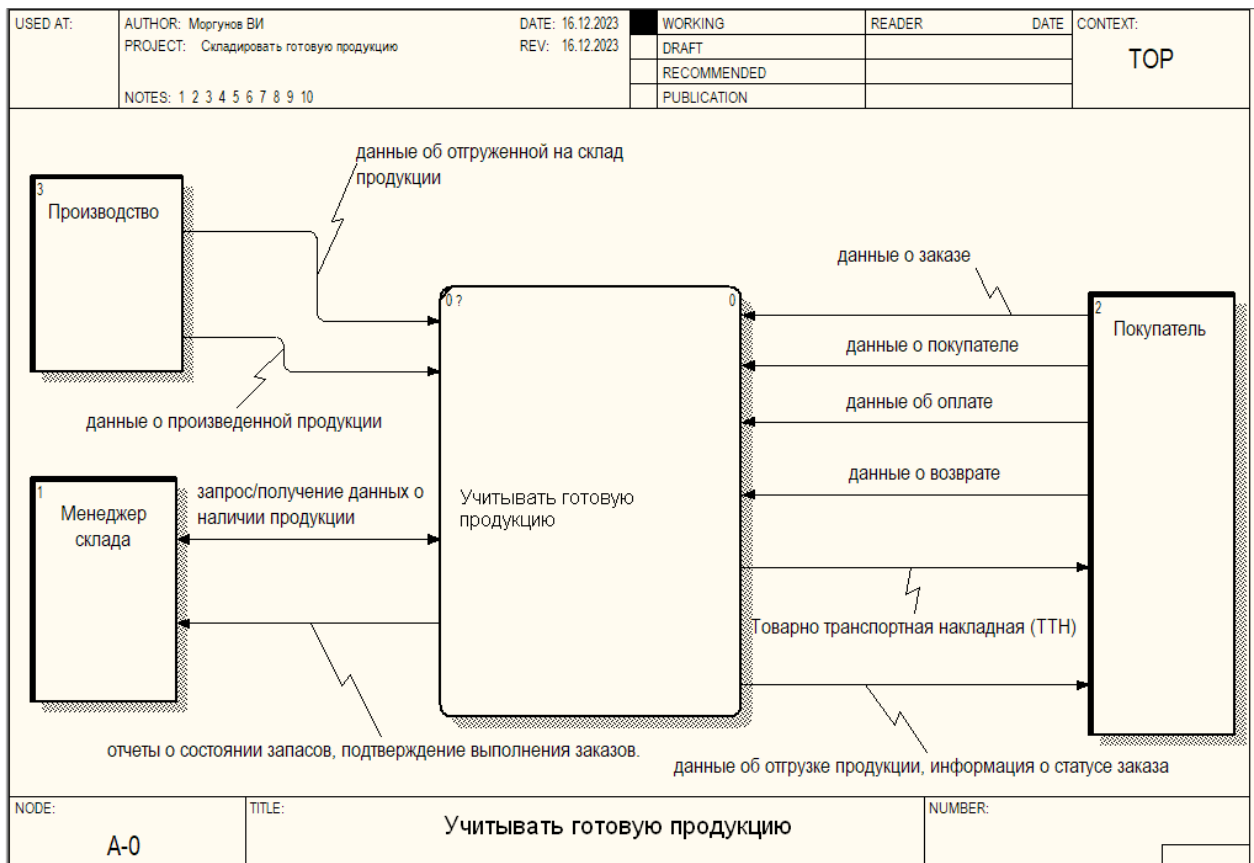 USED AT:
AUTHOR: Моргунов ВИ
DATE: 16.12.2023
PROJECT: Складировать готовую продукцию
REV: 16.12.2023
NOTES: 1 2 3 4 5 6 7 8 9 10
WORKING
DRAFT
RECOMMENDED
PUBLICATION
READER
DATE
CONTEXT:
TOP
данные об отгруженной на склад
продукции
3
Производство
данные о заказе
0 ?
0
2
Покупатель
данные о покупателе
данные об оплате
данные о произведенной продукции
данные о возврате
1
Менеджер
склада
запрос/получение данных о
наличии продукции
Учитывать готовую
продукцию
Товарно транспортная накладная (ТТН)
отчеты о состоянии запасов, подтверждение выполнения заказов.
данные об отгрузке продукции, информация о статусе заказа
NODE:
A-0
TITLE:
Учитывать готовую продукцию
NUMBER: